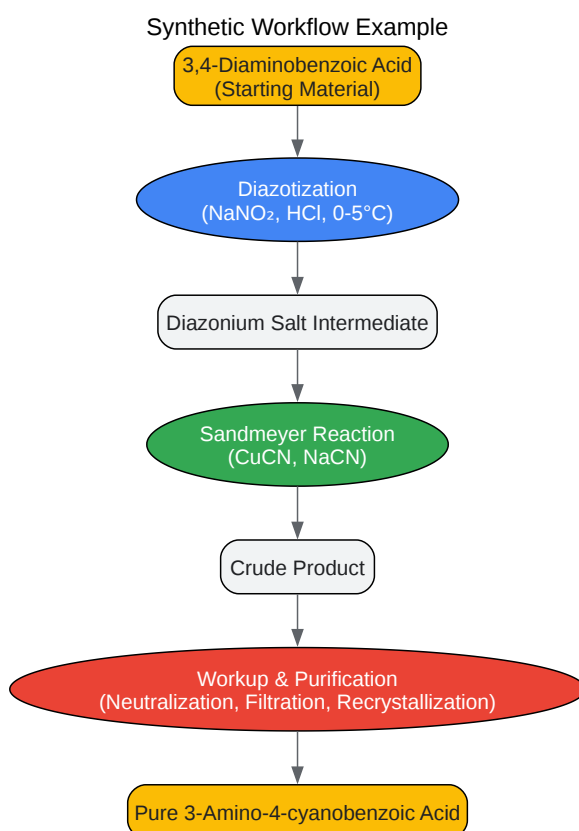 Synthetic Workflow Example
3,4-Diaminobenzoic Acid
(Starting Material)
Diazotization
(NaNO₂, HCl, 0-5°C)
Diazonium Salt Intermediate
Sandmeyer Reaction
(CuCN, NaCN)
Crude Product
Workup & Purification
(Neutralization, Filtration, Recrystallization)
Pure 3-Amino-4-cyanobenzoic Acid